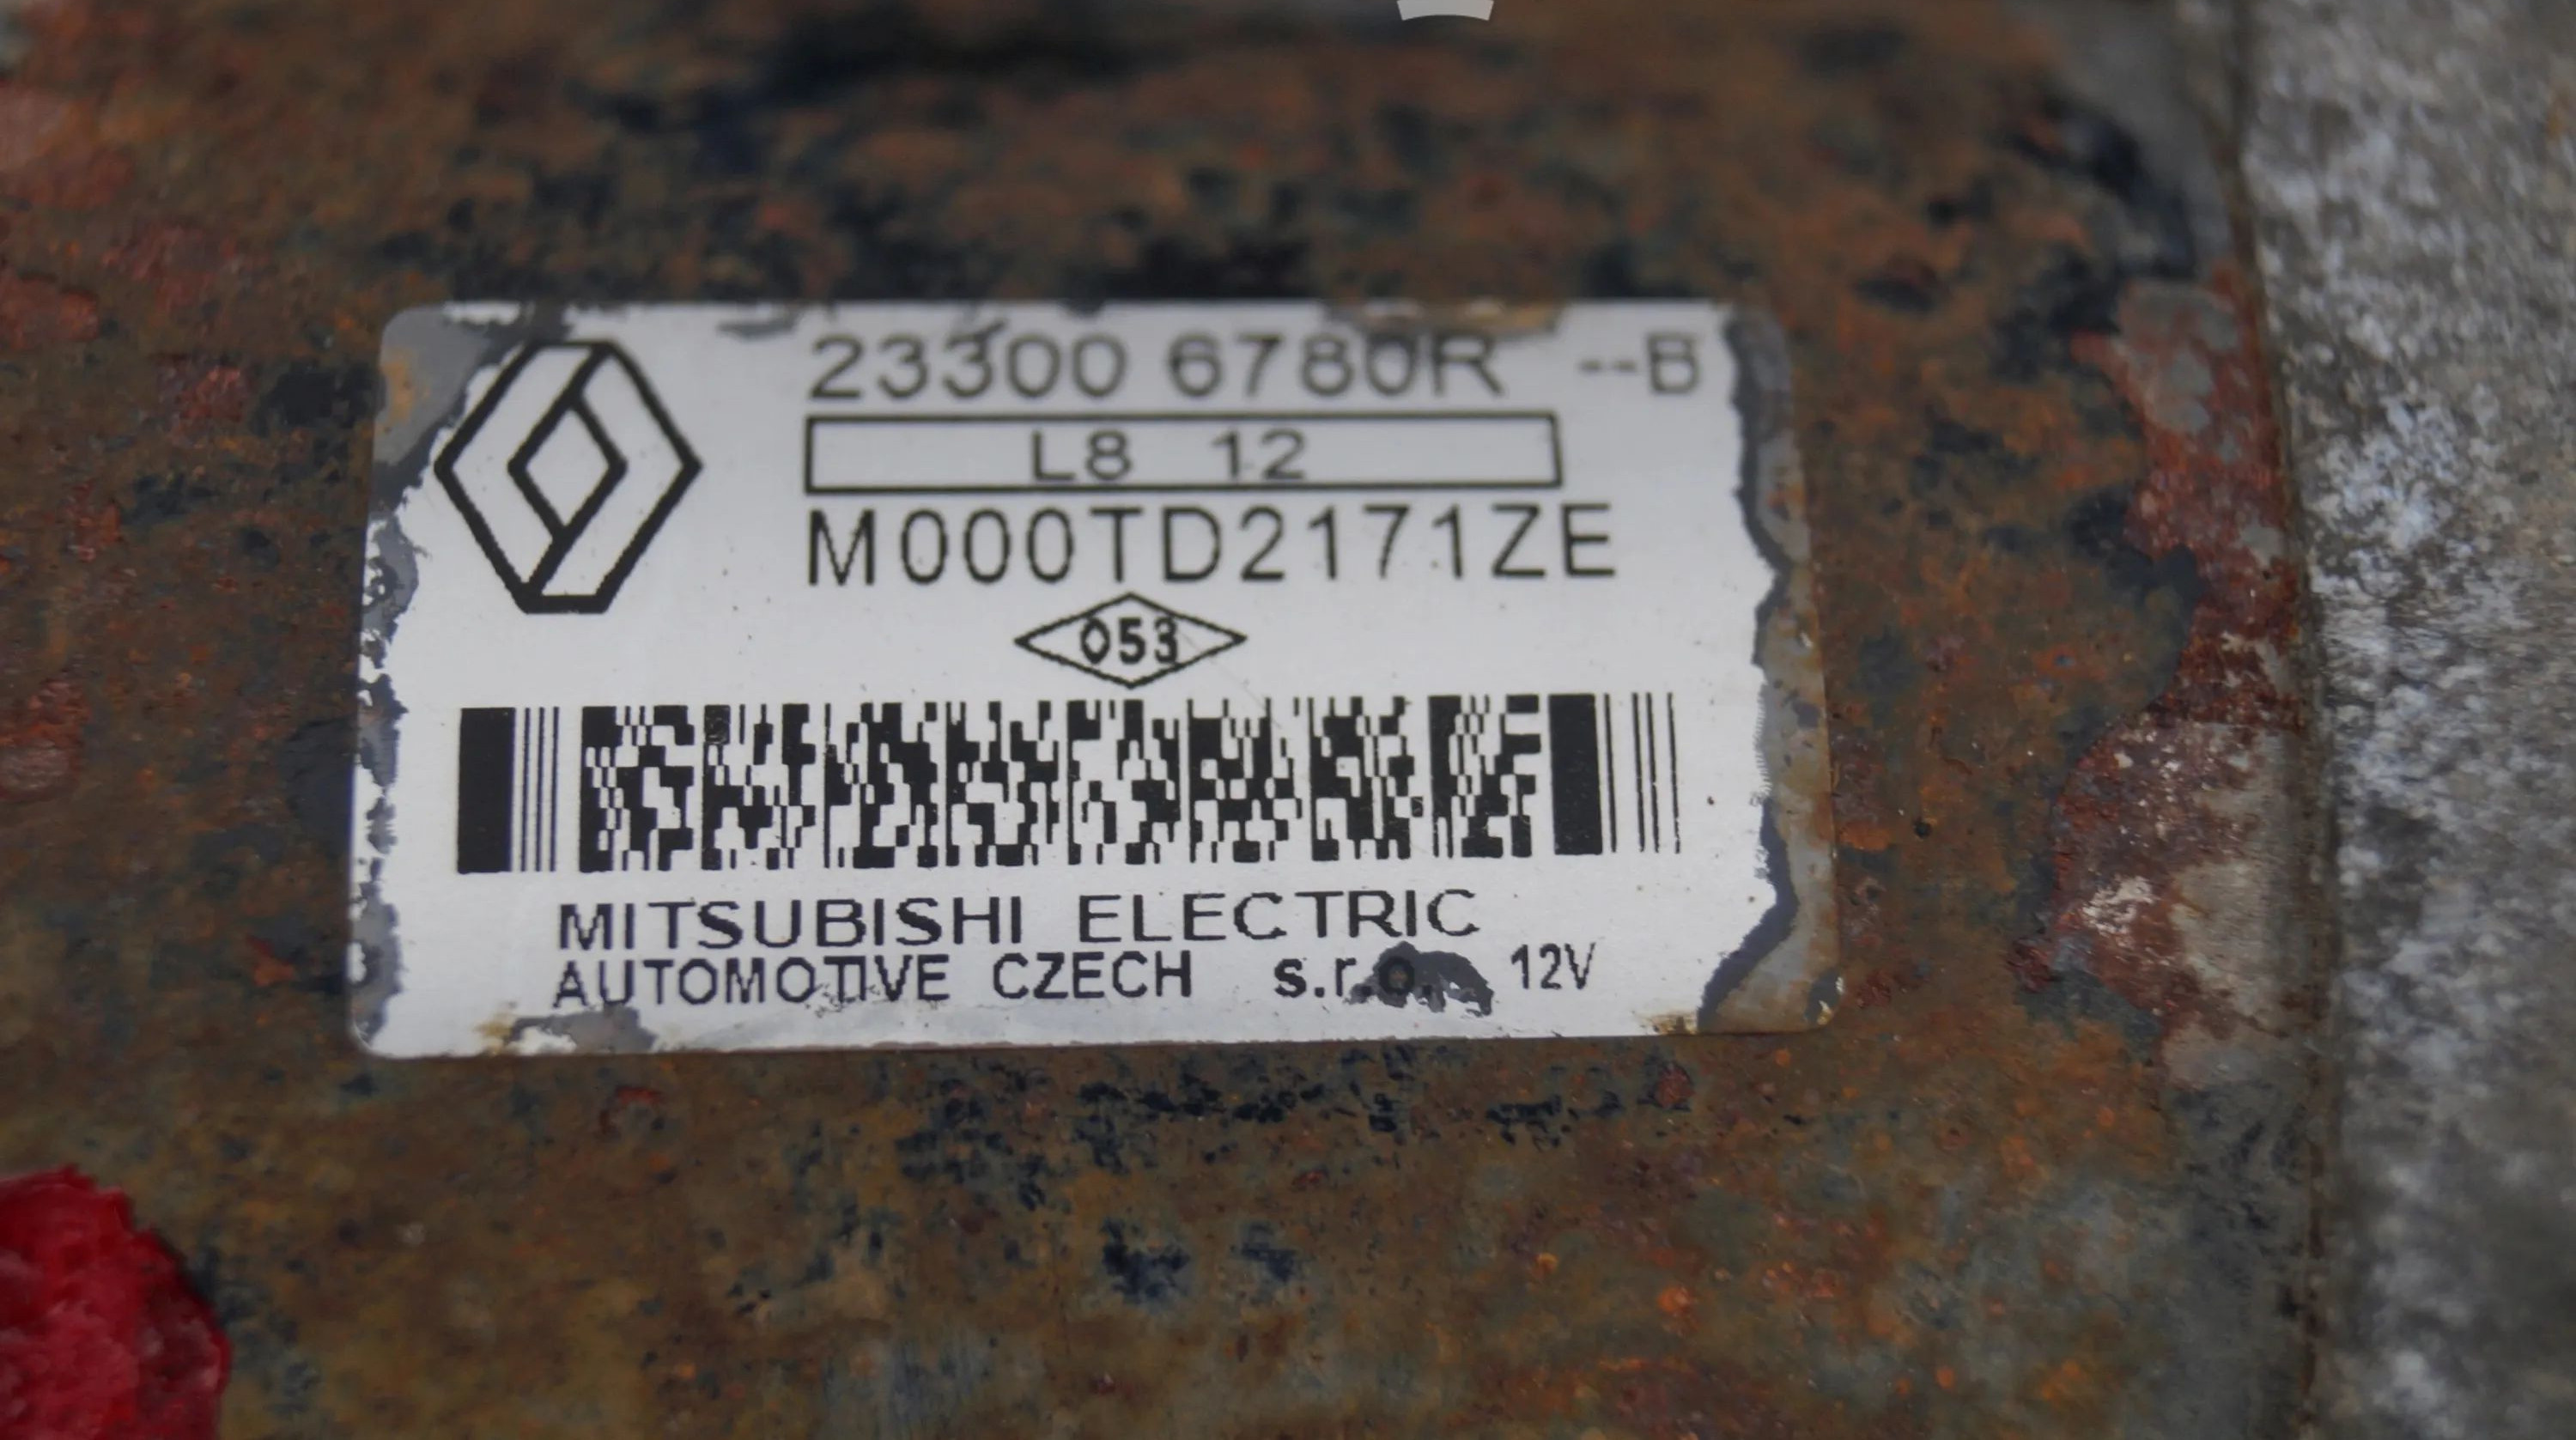 23300 6780R --B
L8 12
M000TD2171ZE
053
MITSUBISHI ELECTRIC
AUTOMOTIVE CZECH s.r.o. 12V